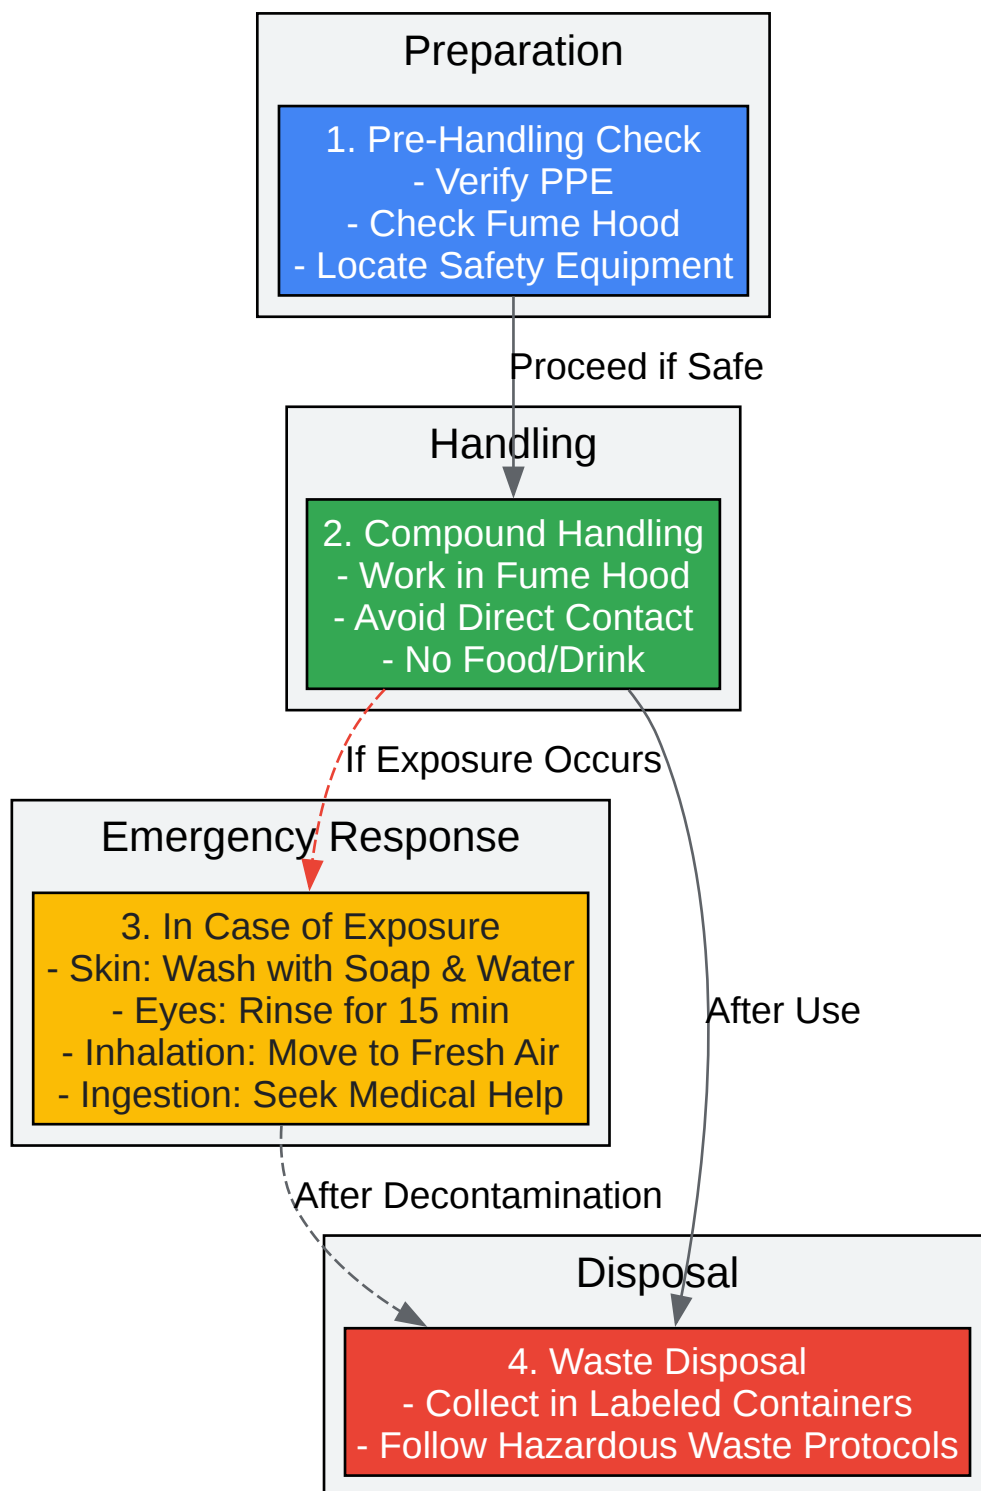 Preparation
1. Pre-Handling Check
- Verify PPE
- Check Fume Hood
- Locate Safety Equipment
Proceed if Safe
Handling
2. Compound Handling
- Work in Fume Hood
- Avoid Direct Contact
- No Food/Drink
If Exposure Occurs
Emergency Response
3. In Case of Exposure
- Skin: Wash with Soap & Water
- Eyes: Rinse for 15 min
- Inhalation: Move to Fresh Air
- Ingestion: Seek Medical Help
After Use
After Decontamination
Disposal
4. Waste Disposal
- Collect in Labeled Containers
- Follow Hazardous Waste Protocols